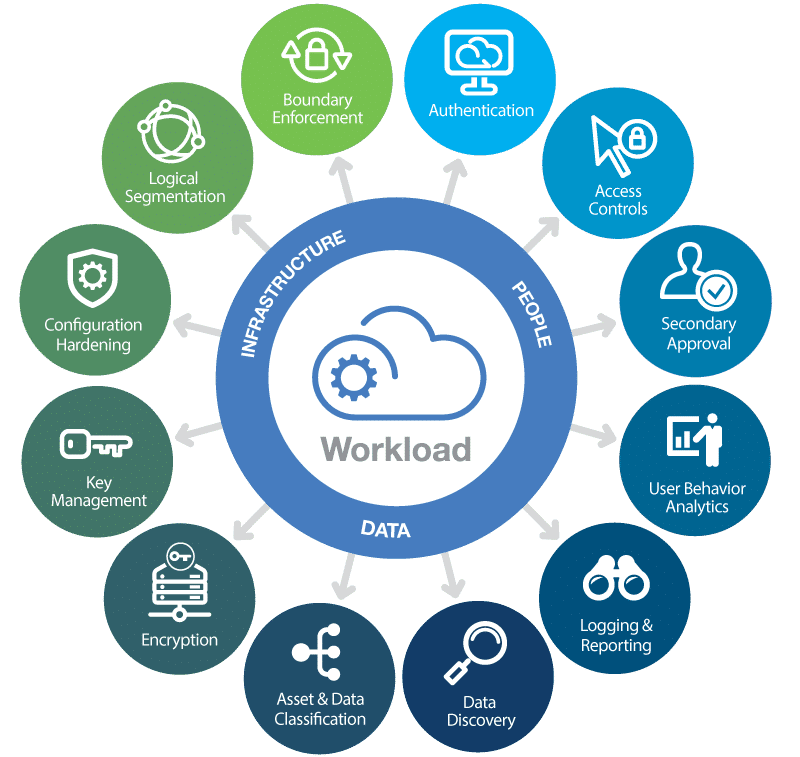 Boundary
Enforcement
Authentication
Access
Controls
Secondary
Approval
User Behavior
Analytics
Logging &
Reporting
Data
Discovery
Asset & Data
Classification
Encryption
Key
Management
Configuration
Hardening
Logical
Segmentation
INFRASTRUCTURE
PEOPLE
DATA
Workload